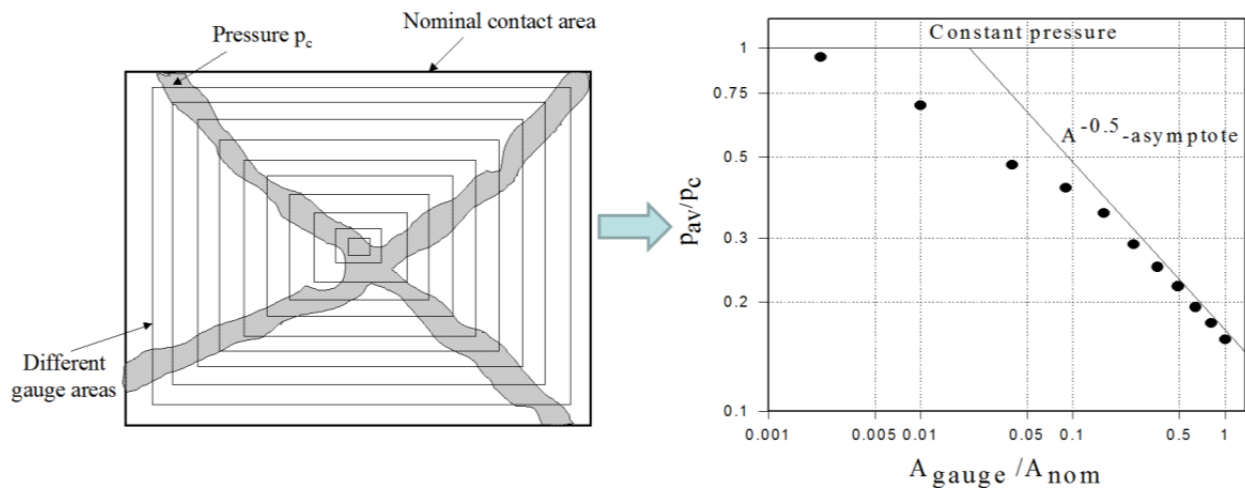 Pressure p_c
Nominal contact area
Different
gauge areas
Constant pressure
A^-0.5-asymptote
p_av/p_c
1
0.75
0.5
0.3
0.2
0.1
0.001
0.005
0.01
0.05
0.1
0.5
1
A_gauge /A_nom